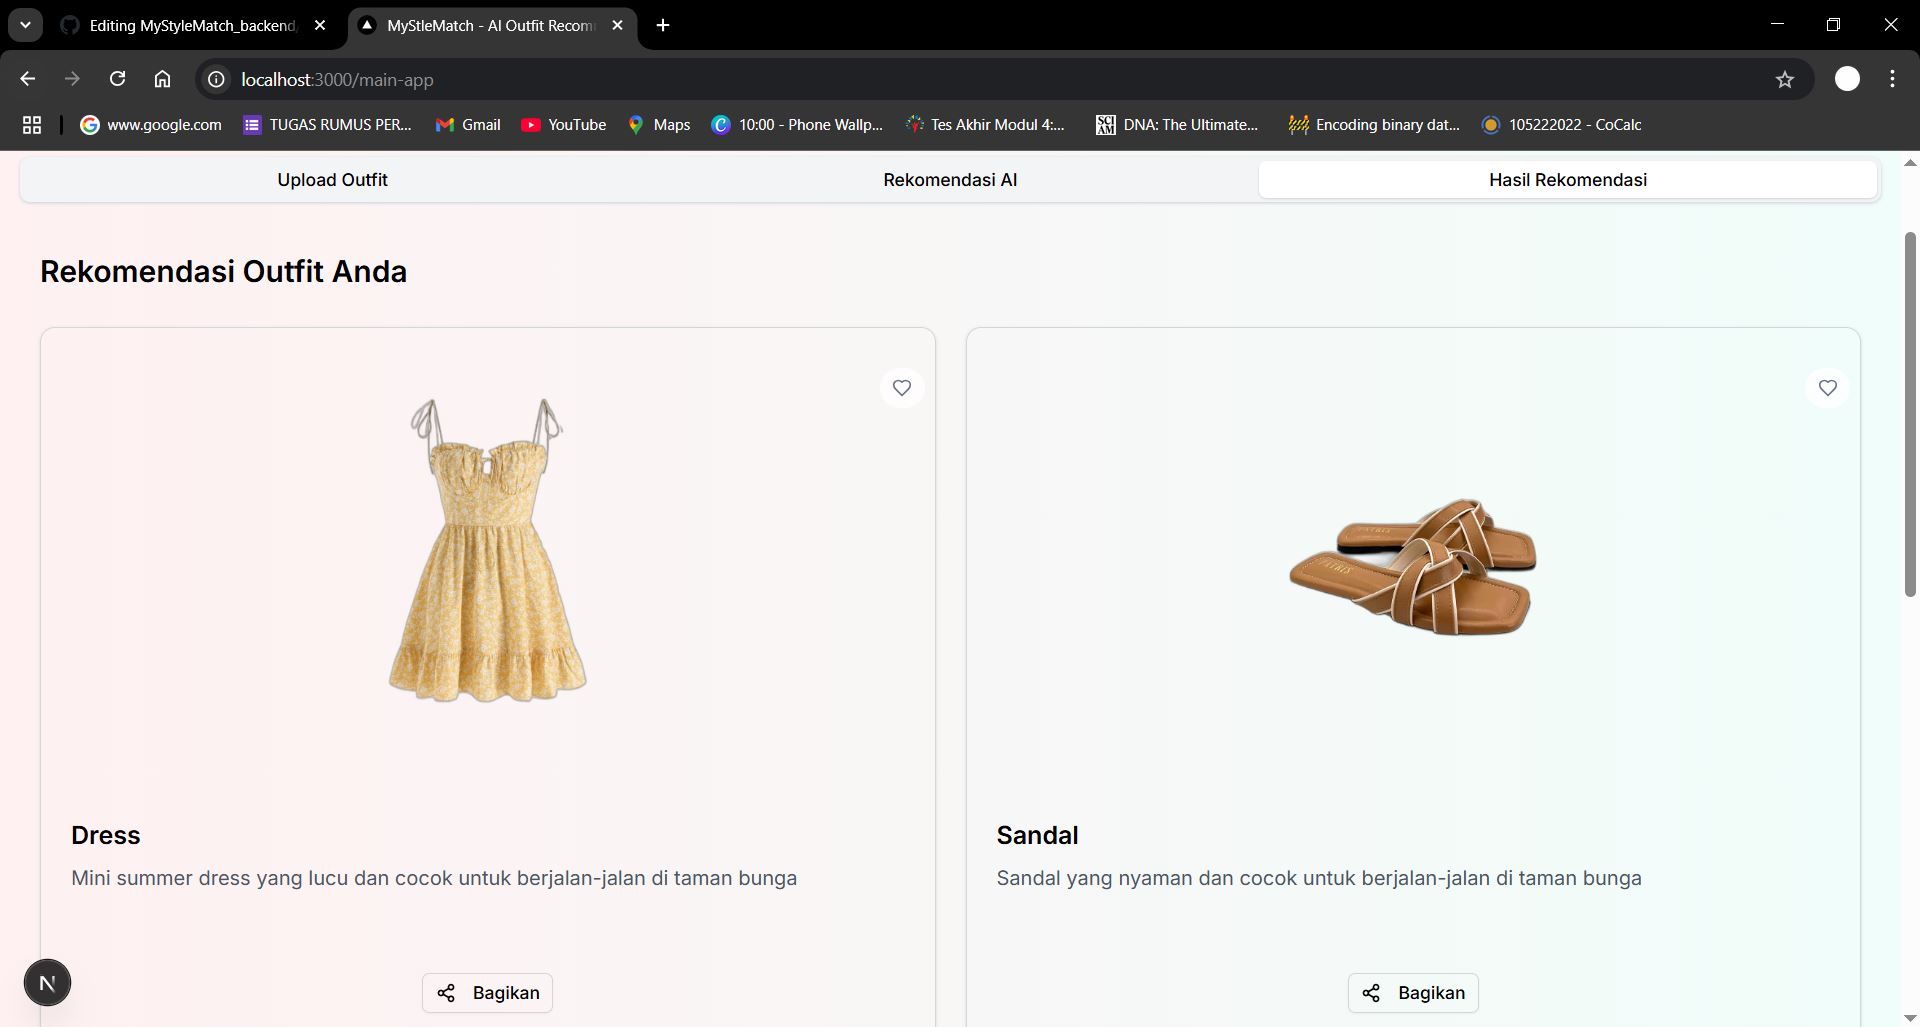 Editing MyStyleMatch_backend
MyStleMatch - AI Outfit Recom
localhost:3000/main-app
www.google.com
TUGAS RUMUS PER...
Gmail
YouTube
Maps
10:00 - Phone Wallp...
Tes Akhir Modul 4:...
SCI AM
DNA: The Ultimate...
Encoding binary dat...
105222022 - CoCalc
Upload Outfit
Rekomendasi AI
Hasil Rekomendasi
Rekomendasi Outfit Anda
Dress
Mini summer dress yang lucu dan cocok untuk berjalan-jalan di taman bunga
Bagikan
Sandal
Sandal yang nyaman dan cocok untuk berjalan-jalan di taman bunga
Bagikan
N